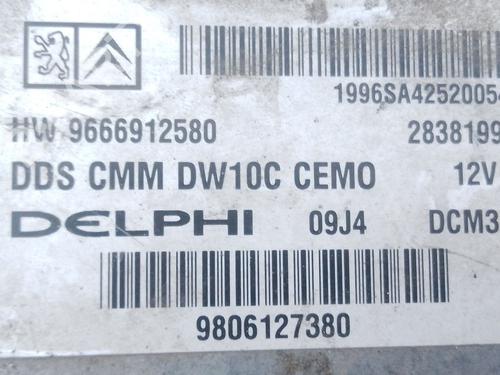 1996SA42520054
HW 9666912580 2838199
DDS CMM DW10C CEMO 12V
DELPHI 09J4 DCM3
9806127380